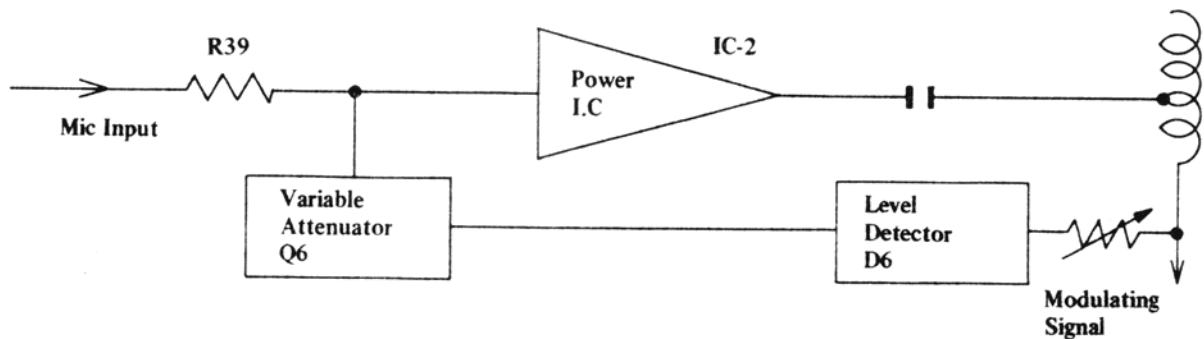 R39
IC-2
Power
I.C
Mic Input
Variable
Attenuator
Q6
Level
Detector
D6
Modulating
Signal